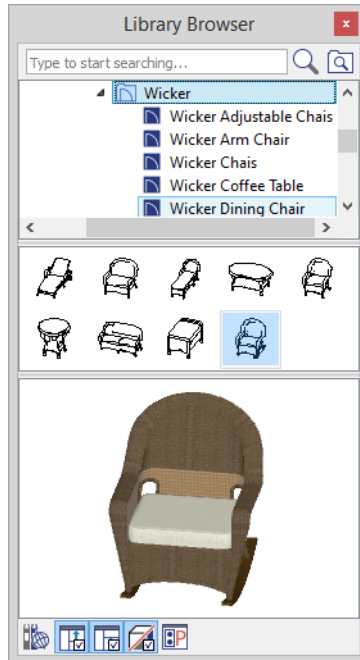 Library Browser
x
Type to start searching...
Wicker
Wicker Adjustable Chais
Wicker Arm Chair
Wicker Chais
Wicker Coffee Table
Wicker Dining Chair
P